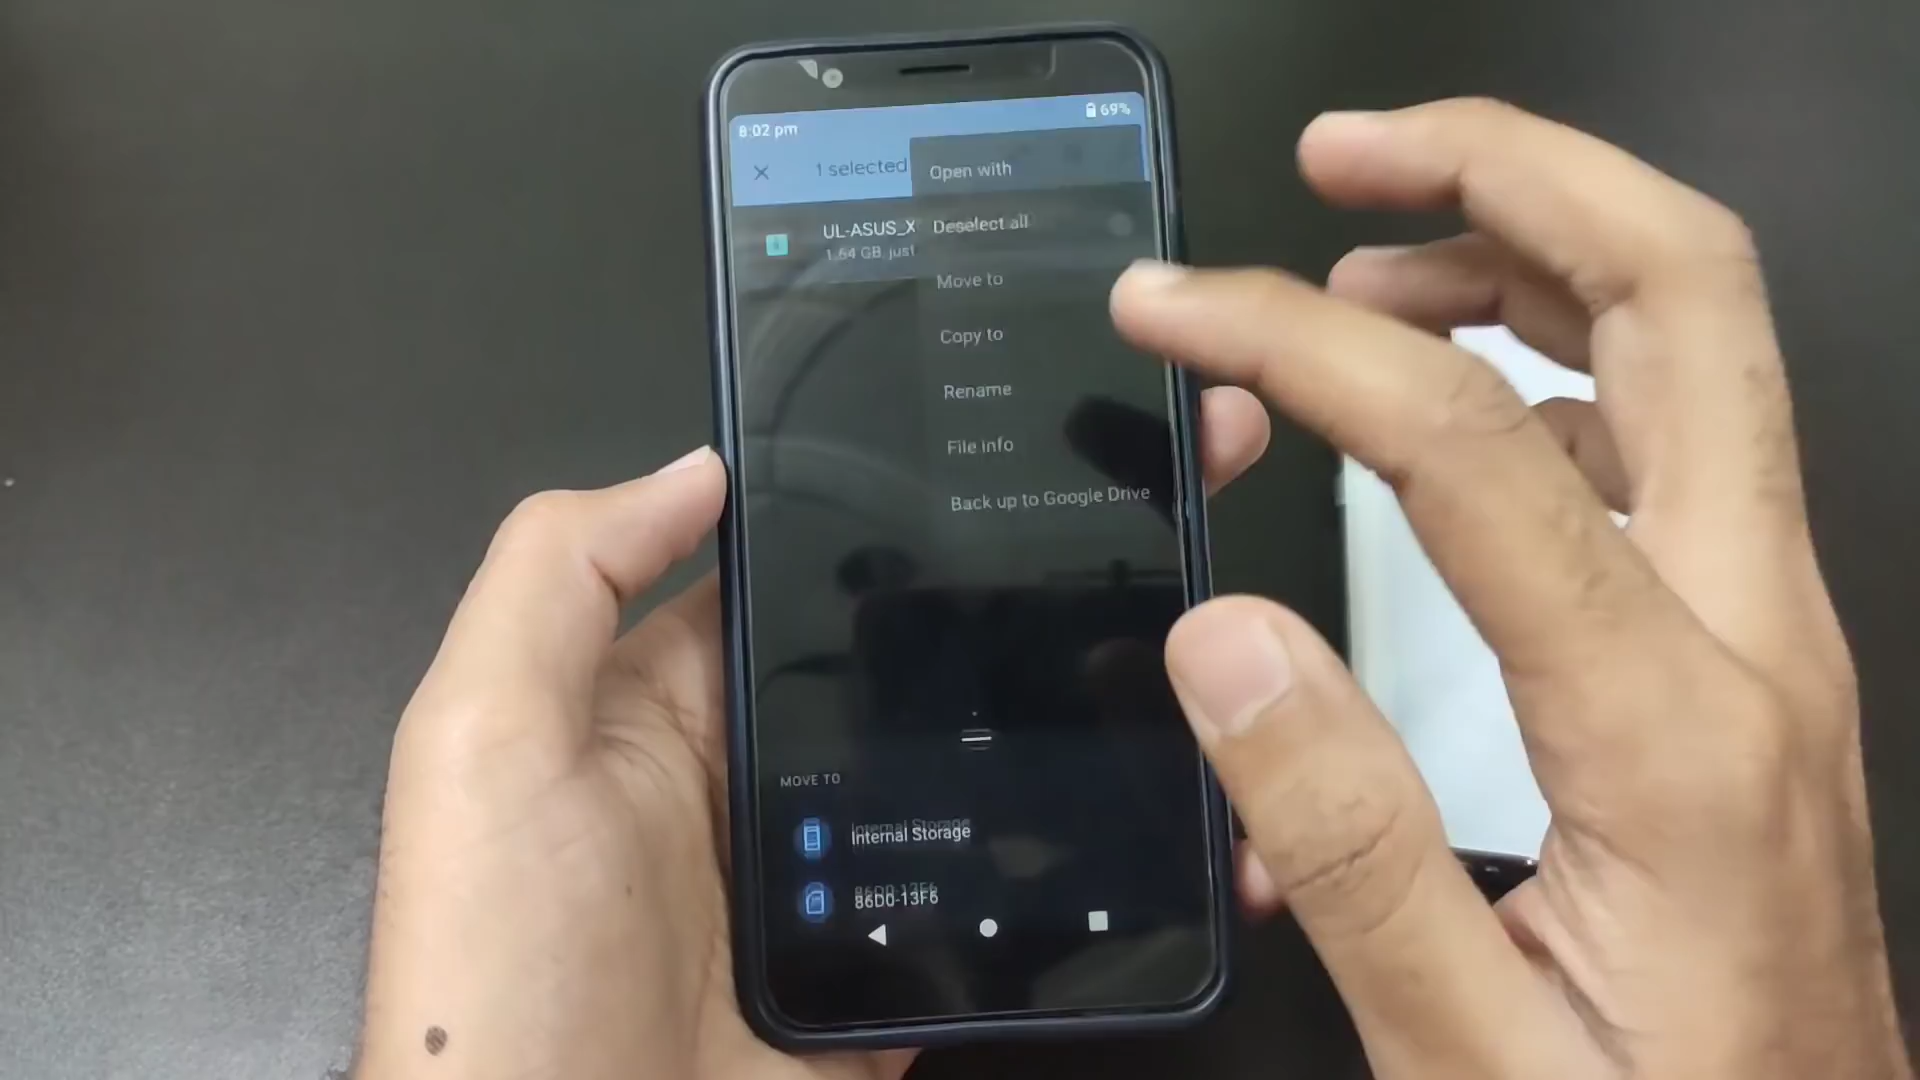 8:02 pm
69%
1 selected
Open with
UL-ASUS_X
1.64 GB, just
Deselect all
Move to
Copy to
Rename
File info
Back up to Google Drive
MOVE TO
Internal Storage
86D0-13F6